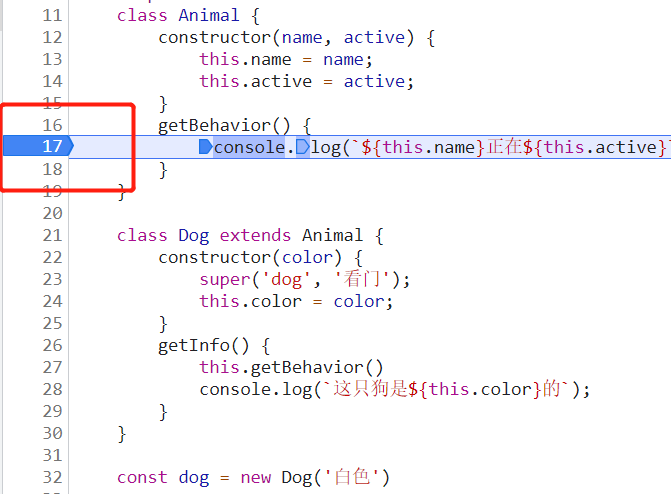 11 class Animal {
12 constructor(name, active) {
13 this.name = name;
14 this.active = active;
15 }
16 getBehavior() {
17 console.log(`${this.name}正在${this.active}`
18 }
19 }
20
21 class Dog extends Animal {
22 constructor(color) {
23 super('dog', '看门');
24 this.color = color;
25 }
26 getInfo() {
27 this.getBehavior()
28 console.log(`这只狗是${this.color}的`);
29 }
30 }
31
32 const dog = new Dog('白色')